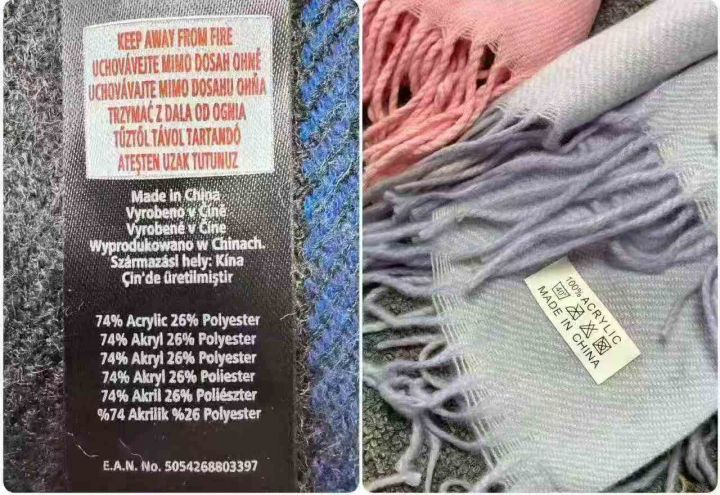 KEEP AWAY FROM FIRE
UCHOVÁVEJTE MIMO DOSAH OHNĚ
UCHOVÁVAJTE MIMO DOSAHU OHŇA
TRZYMAĆ Z DALA OD OGNIA
TŰZTŐL TÁVOL TARTANDÓ
ATEŞTEN UZAK TUTUNUZ
Made in China
Vyrobeno v Číně
Vyrobené v Číne
Wyprodukowano w Chinach.
Származási hely: Kína
Çin'de üretilmiştir
74% Acrylic 26% Polyester
74% Akryl 26% Polyester
74% Akryl 26% Polyester
74% Akryl 26% Poliester
74% Akril 26% Poliészter
%74 Akrilik %26 Polyester
E.A.N. No. 5054268803397
100% ACRYLIC
40
MADE IN CHINA